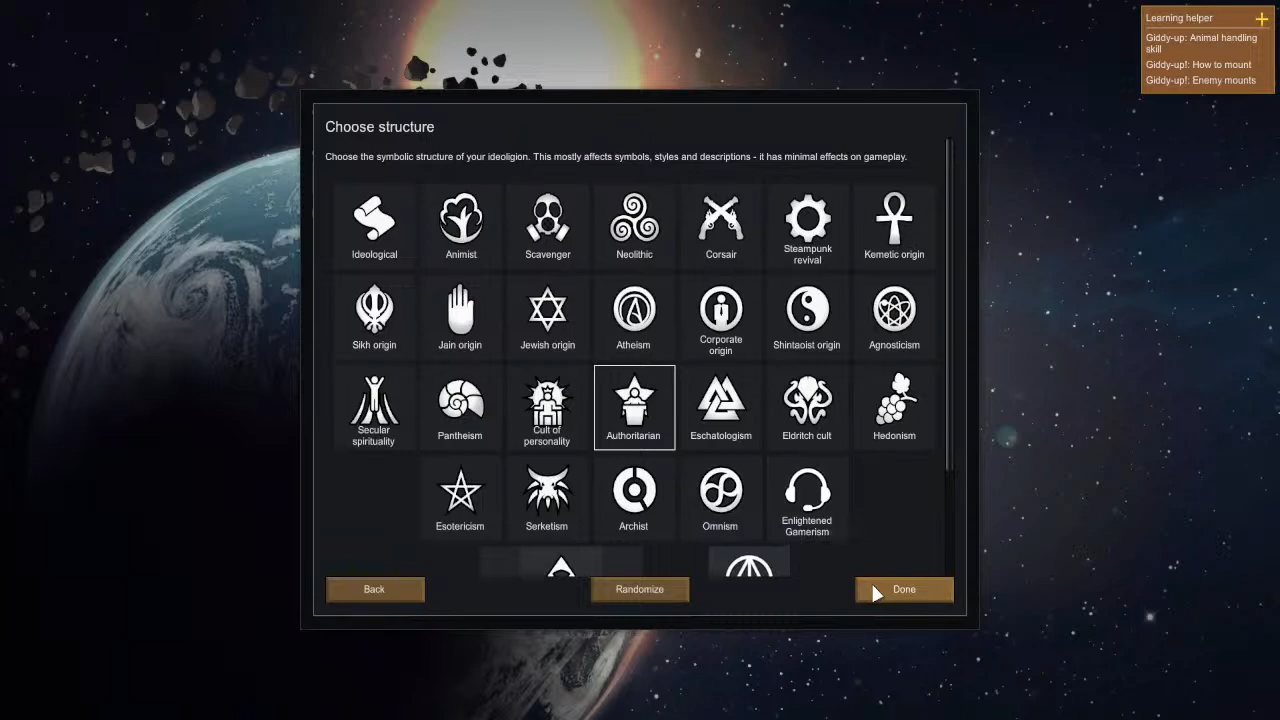 Learning helper
Giddy-up: Animal handling
skill
Giddy-up!: How to mount
Giddy-up!: Enemy mounts
Choose structure
Choose the symbolic structure of your ideoligion. This mostly affects symbols, styles and descriptions - it has minimal effects on gameplay.
Ideological
Animist
Scavenger
Neolithic
Corsair
Steampunk
revival
Kemetic origin
Sikh origin
Jain origin
Jewish origin
Atheism
Corporate
origin
Shintaoist origin
Agnosticism
Secular
spirituality
Pantheism
Cult of
personality
Authoritarian
Eschatologism
Eldritch cult
Hedonism
Esotericism
Serketism
Archist
Omnism
Enlightened
Gamerism
Back
Randomize
Done